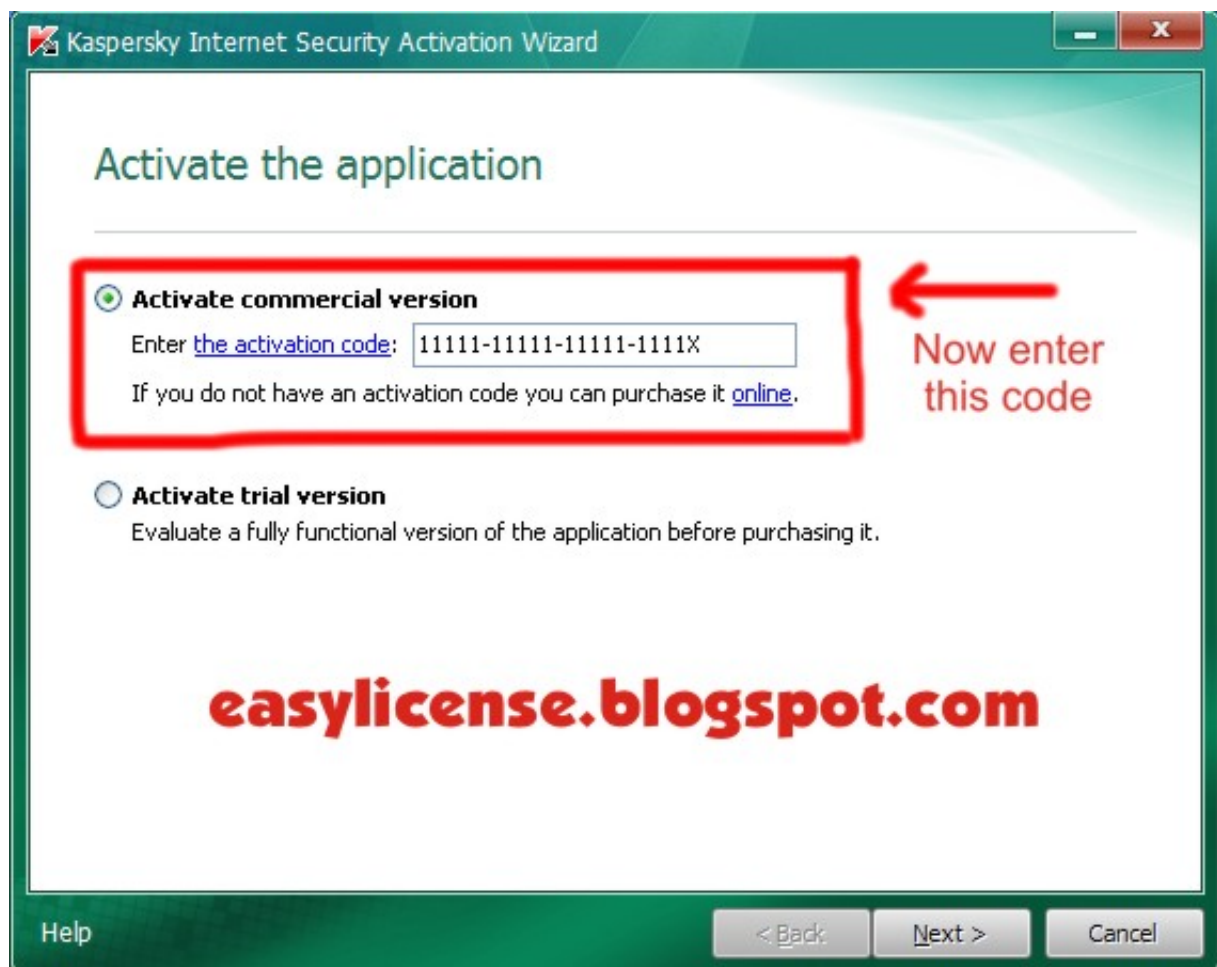 Kaspersky Internet Security Activation Wizard
Activate the application
Activate commercial version
Enter the activation code: 11111-11111-11111-1111X
If you do not have an activation code you can purchase it online.
Now enter
this code
Activate trial version
Evaluate a fully functional version of the application before purchasing it.
easylicense.blogspot.com
Help
< Back
Next >
Cancel